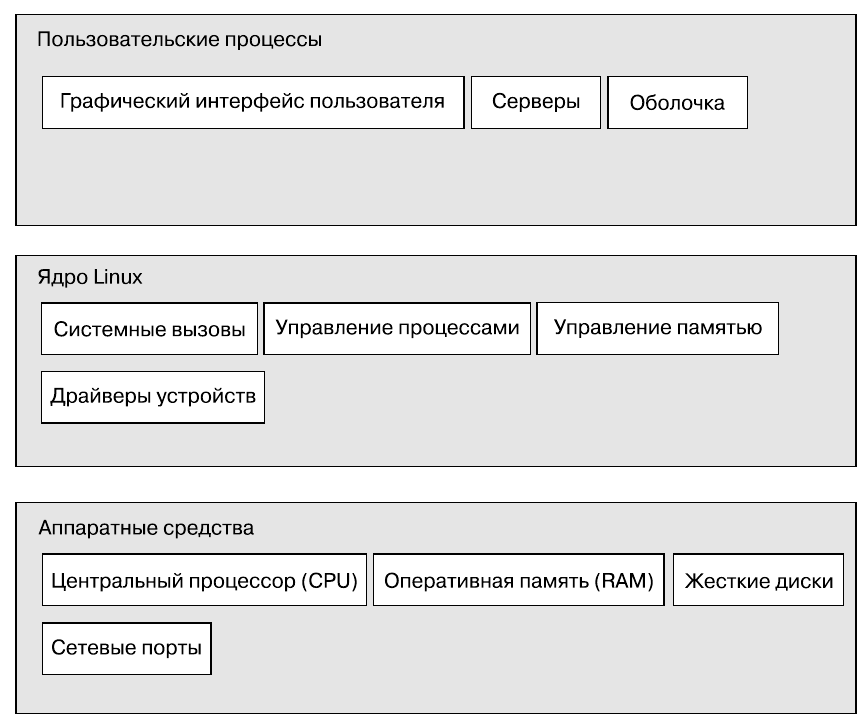 Пользовательские процессы
Графический интерфейс пользователя
Серверы
Оболочка
Ядро Linux
Системные вызовы
Управление процессами
Управление памятью
Драйверы устройств
Аппаратные средства
Центральный процессор (CPU)
Оперативная память (RAM)
Жесткие диски
Сетевые порты